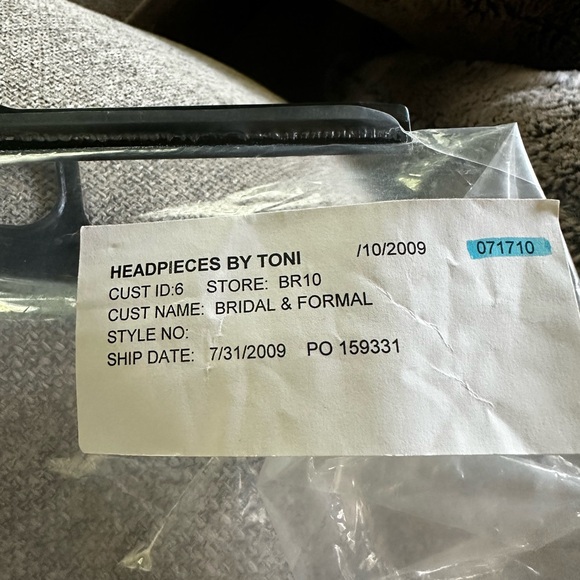 HEADPIECES BY TONI /10/2009 071710
CUST ID:6 STORE: BR10
CUST NAME: BRIDAL & FORMAL
STYLE NO:
SHIP DATE: 7/31/2009 PO 159331